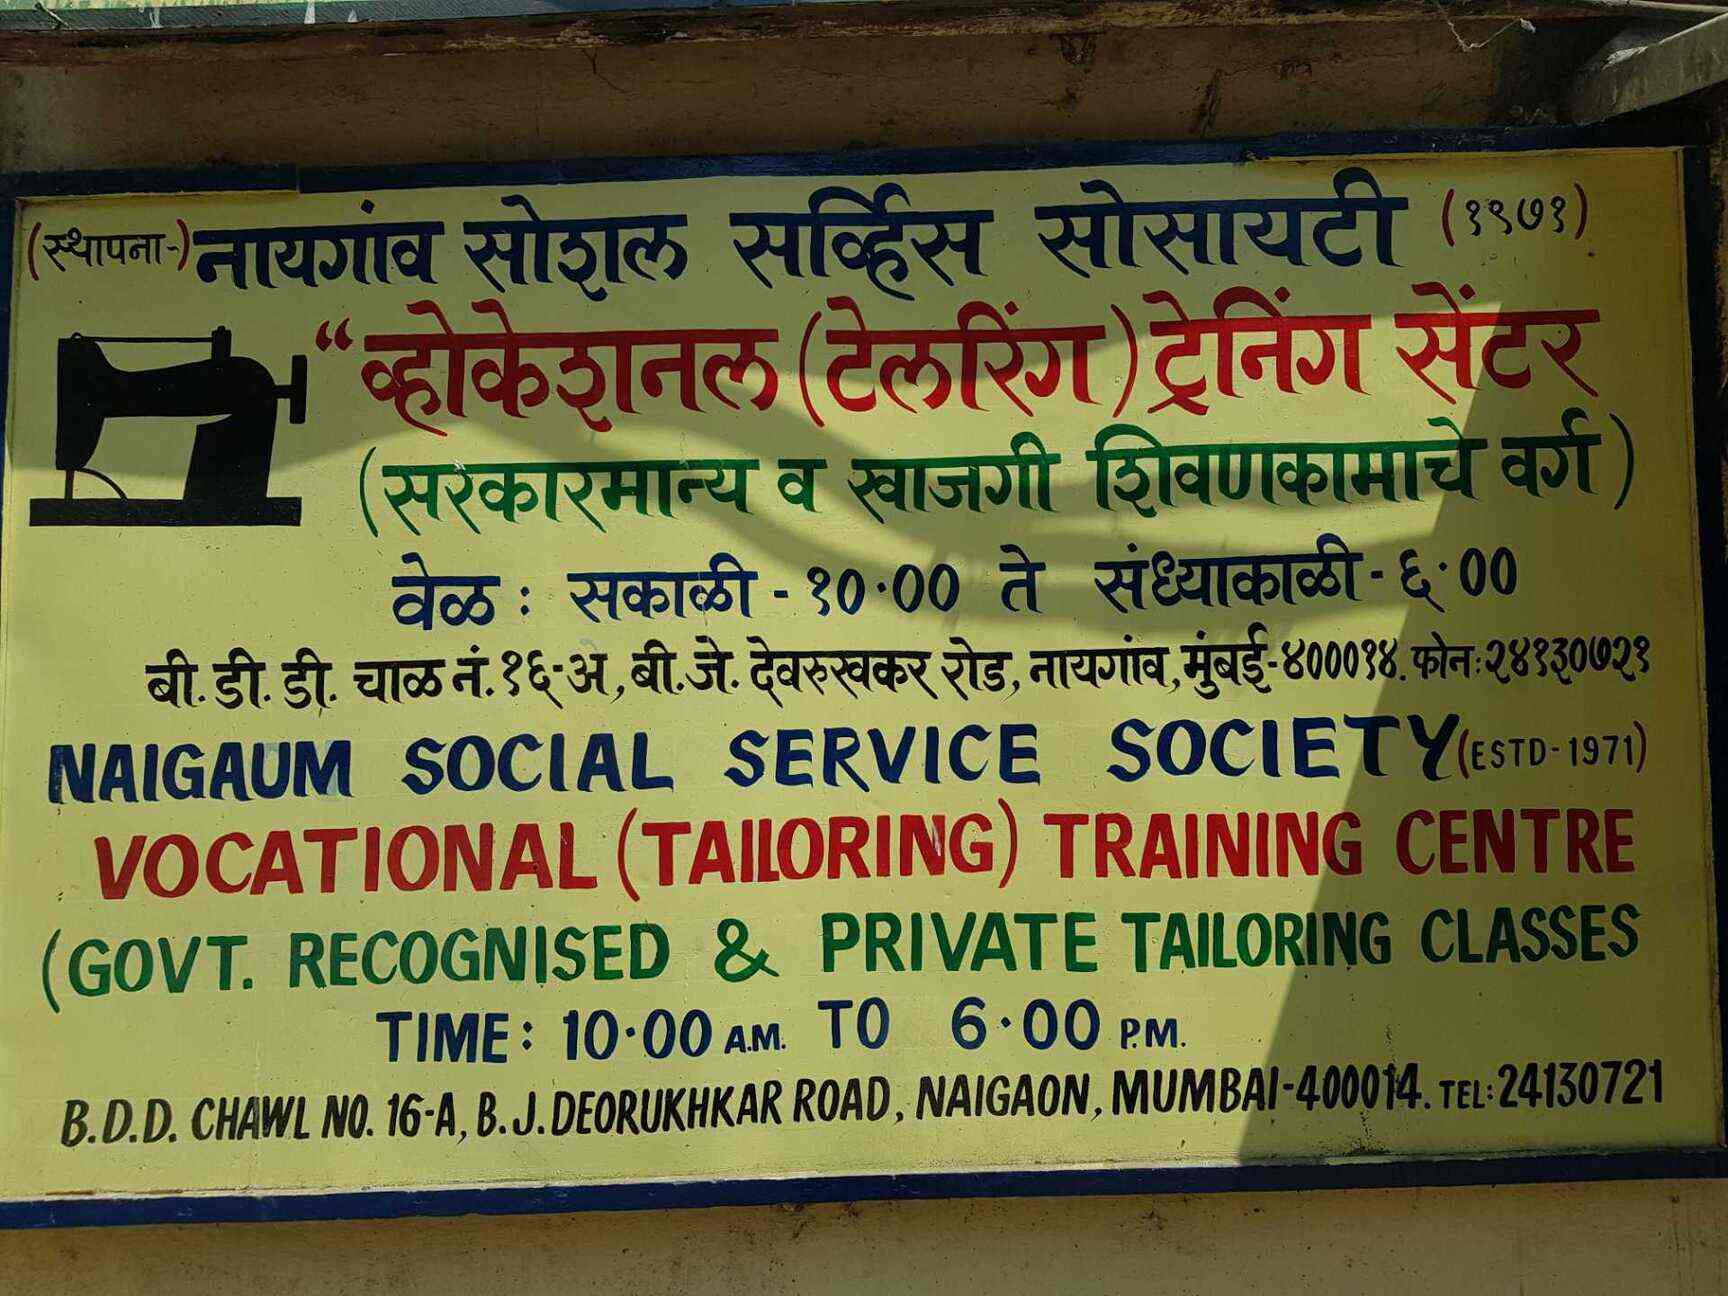 (स्थापना-) नायगांव सोशल सर्व्हिस सोसायटी (१९७१)
"व्होकेशनल (टेलरिंग) ट्रेनिंग सेंटर
(सरकारमान्य व खाजगी शिवणकामाचे वर्ग)
वेळ : सकाळी - १०.०० ते संध्याकाळी - ६.००
बी. डी. डी. चाळ नं. १६-अ, बी. जे. देवरुखकर रोड, नायगांव, मुंबई-४०००१४. फोन: २४१३०७२१
NAIGAUM SOCIAL SERVICE SOCIETY (ESTD-1971)
VOCATIONAL (TAILORING) TRAINING CENTRE
(GOVT. RECOGNISED & PRIVATE TAILORING CLASSES
TIME: 10.00 A.M. TO 6.00 P.M.
B.D.D. CHAWL NO. 16-A, B.J. DEORUKHKAR ROAD, NAIGAON, MUMBAI-400014. TEL: 24130721